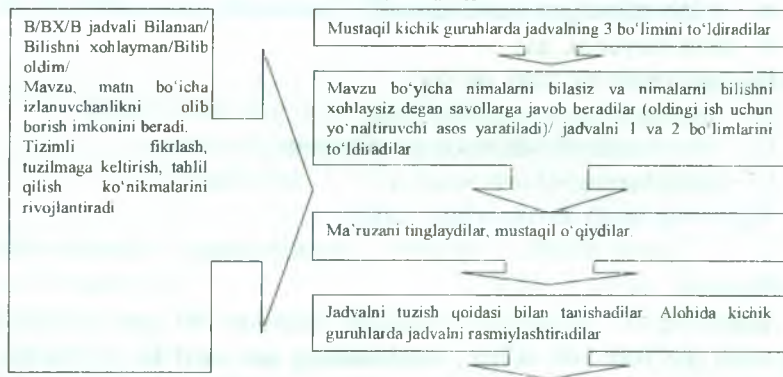 B/BX/B jadvali Bilaman/
Bilishni xohlayman/Bilib
oldim/
Mavzu, matn bo‘icha
izlanuvchanlikni olib
borish imkonini beradi.
Tizimli fikrlash,
tuzilmaga keltirish, tahlil
qilish ko‘nikmalarini
rivojlantiradi
Mustaqil kichik guruhlarda jadvalning 3 bo‘limini to‘ldiradilar
Mavzu bo‘yicha nimalarni bilasiz va nimalarni bilishni
xohlaysiz degan savollarga javob beradilar (oldingi ish uchun
yo‘naltiruvchi asos yaratiladi)/ jadvalni 1 va 2 bo‘limlarini
to‘ldiradilar
Ma’ruzani tinglaydilar, mustaqil o‘qiydilar.
Jadvalni tuzish qoidasi bilan tanishadilar. Alohida kichik
guruhlarda jadvalni rasmiylashtiradilar